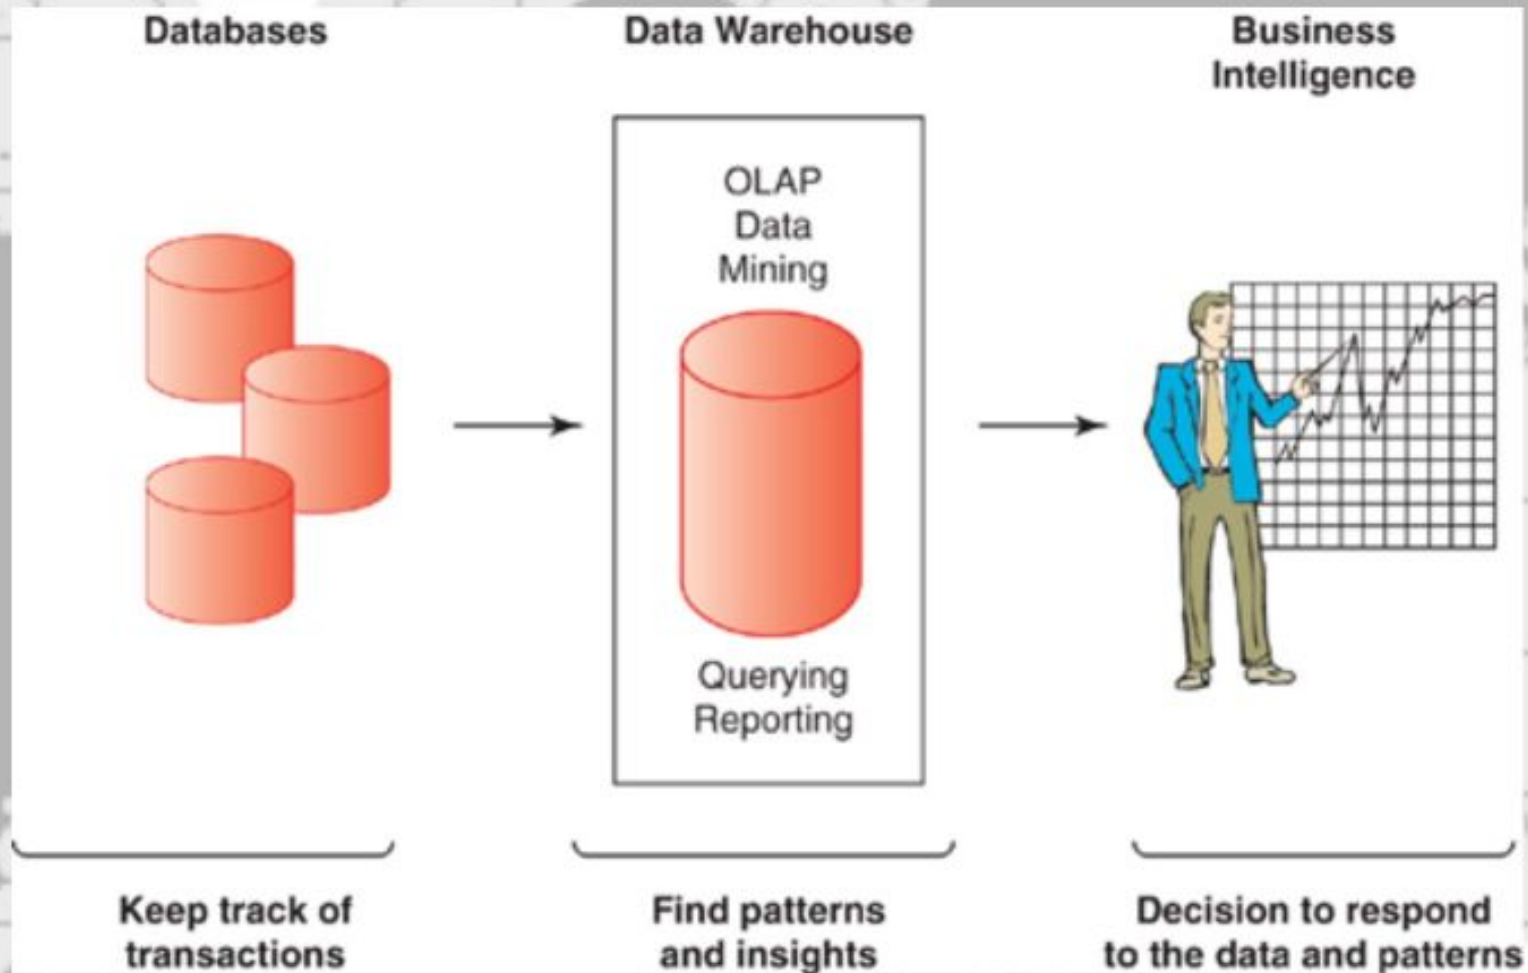 Databases
Data Warehouse
Business
Intelligence
OLAP
Data
Mining
Querying
Reporting
Keep track of
transactions
Find patterns
and insights
Decision to respond
to the data and patterns